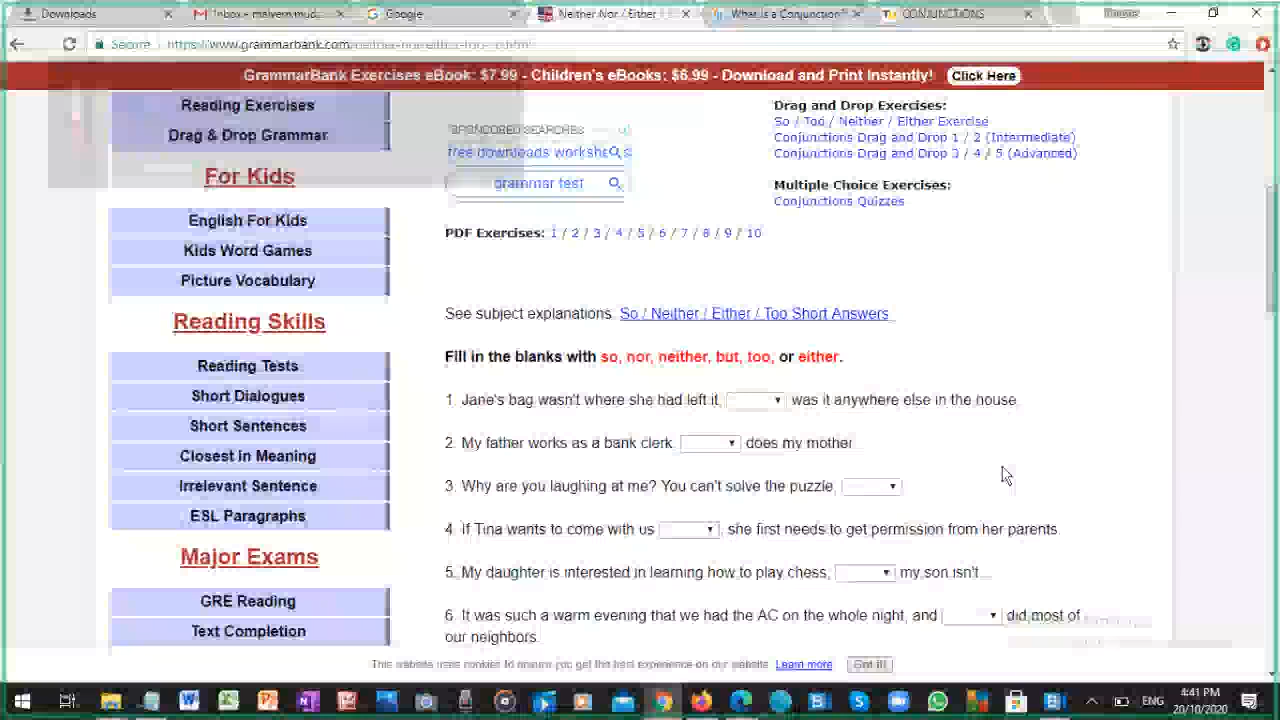 Downloads
Inbox - malvern.mud...
Google
Neither Nor / Either
What is a Conjunction
CONJUNCTIONS
Secure
https://www.grammarbank.com
GrammarBank Exercises eBook: $7.99 - Children's eBooks: $6.99 - Download and Print Instantly!
Click Here
Reading Exercises
Drag & Drop Grammar
For Kids
English For Kids
Kids Word Games
Picture Vocabulary
Reading Skills
Reading Tests
Short Dialogues
Short Sentences
Closest in Meaning
Irrelevant Sentence
ESL Paragraphs
Major Exams
GRE Reading
Text Completion
SPONSORED SEARCHES
free downloads
grammar test
Drag and Drop Exercises:
So / Too / Neither / Either Exercise
Conjunctions Drag and Drop 1 / 2 (Intermediate)
Conjunctions Drag and Drop 3 / 4 / 5 (Advanced)
Multiple Choice Exercises:
Conjunctions Quizzes
PDF Exercises: 1 / 2 / 3 / 4 / 5 / 6 / 7 / 8 / 9 / 10
See subject explanations. So / Neither / Either / Too Short Answers
Fill in the blanks with so, nor, neither, but, too, or either.
1. Jane's bag wasn't where she had left it, was it anywhere else in the house.
2. My father works as a bank clerk. does my mother.
3. Why are you laughing at me? You can't solve the puzzle,
4. If Tina wants to come with us , she first needs to get permission from her parents.
5. My daughter is interested in learning how to play chess, my son isn't...
6. It was such a warm evening that we had the AC on the whole night, and did most of
our neighbors.
This website uses cookies to ensure you get the best experience on our website. Learn more
Got it!
ENG
4:41 PM
20/10/2020